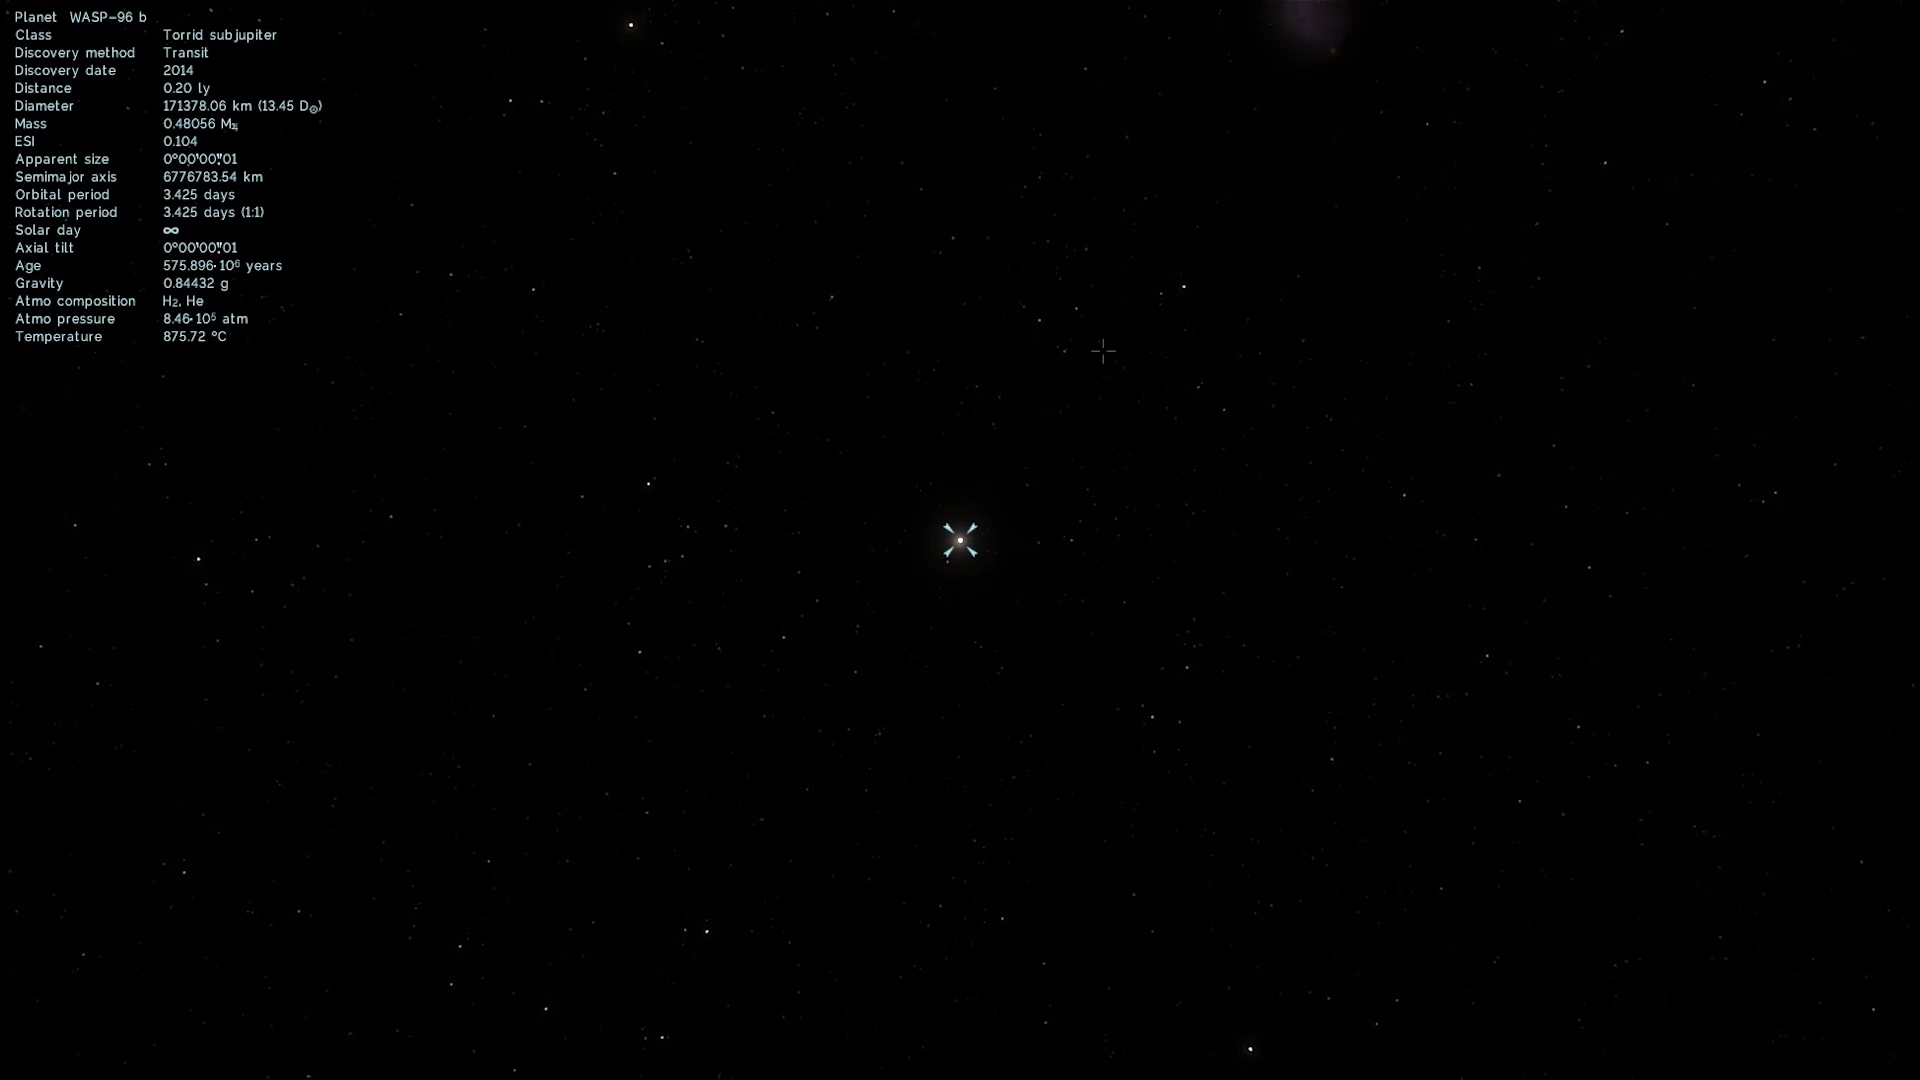 Planet WASP-96 b
Class Torrid subjupiter
Discovery method Transit
Discovery date 2014
Distance 0.20 ly
Diameter 171378.06 km (13.45 D⊕)
Mass 0.48056 M♃
ESI 0.104
Apparent size 0°00'00."01
Semimajor axis 6776783.54 km
Orbital period 3.425 days
Rotation period 3.425 days (1:1)
Solar day ∞
Axial tilt 0°00'00."01
Age 575.896·10⁶ years
Gravity 0.84432 g
Atmo composition H₂, He
Atmo pressure 8.46·10⁵ atm
Temperature 875.72 °C